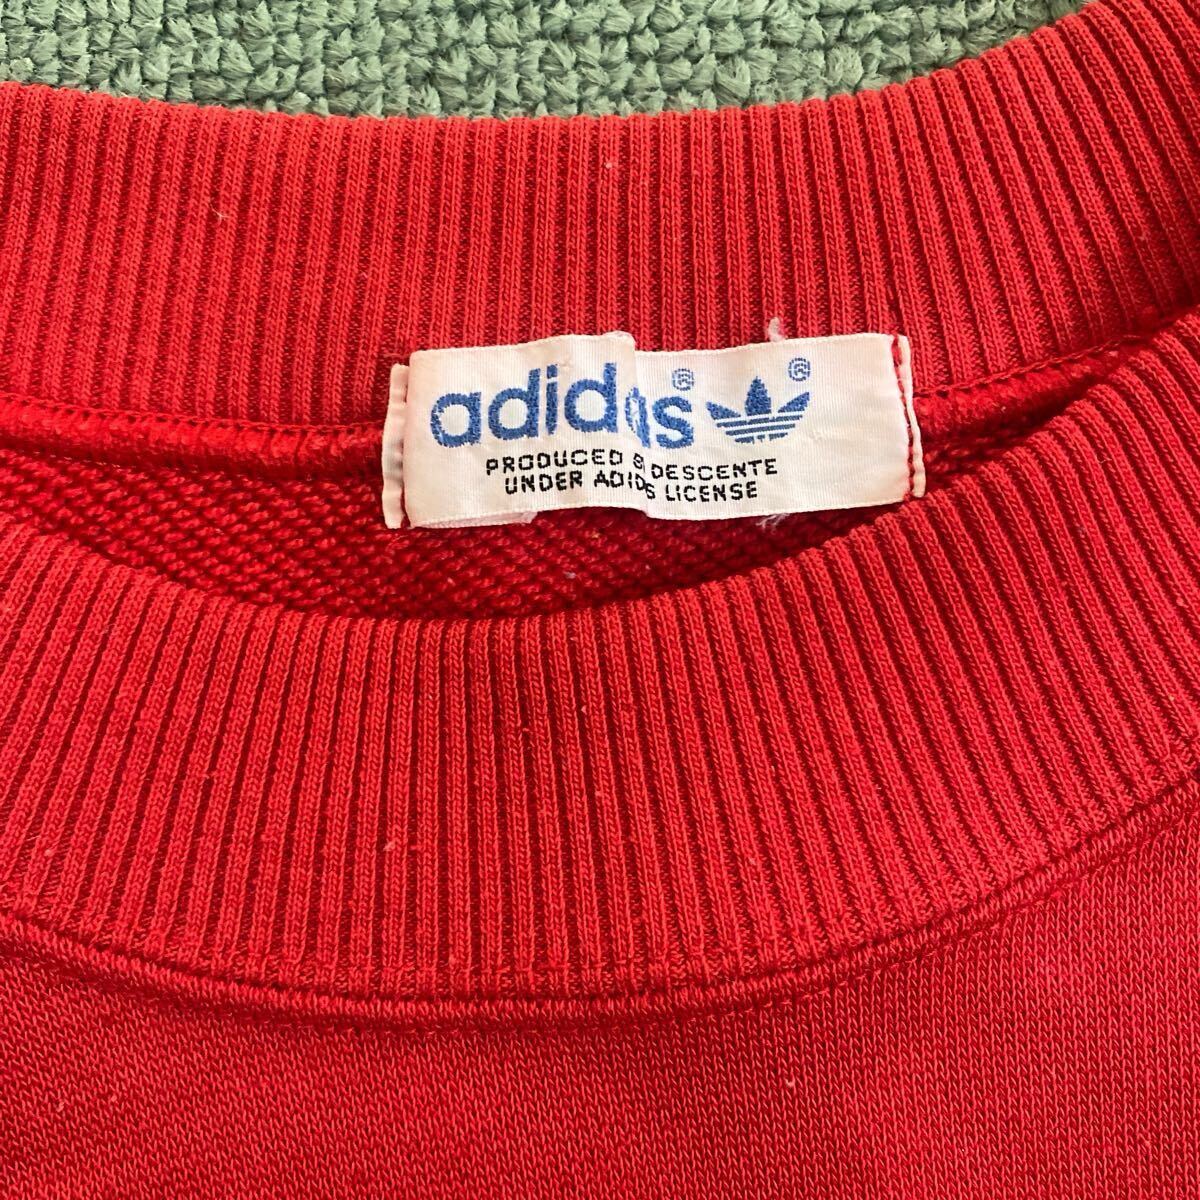 adidas® ®
PRODUCED BY DESCENTE
UNDER ADIDAS LICENSE